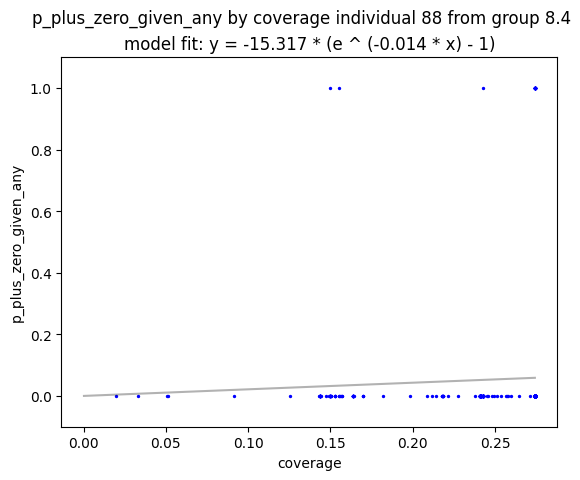 p_plus_zero_given_any by coverage individual 88 from group 8.4
model fit: y = -15.317 * (e ^ (-0.014 * x) - 1)
1.0
0.8
0.6
0.4
0.2
0.0
p_plus_zero_given_any
0.00 0.05 0.10 0.15 0.20 0.25
coverage